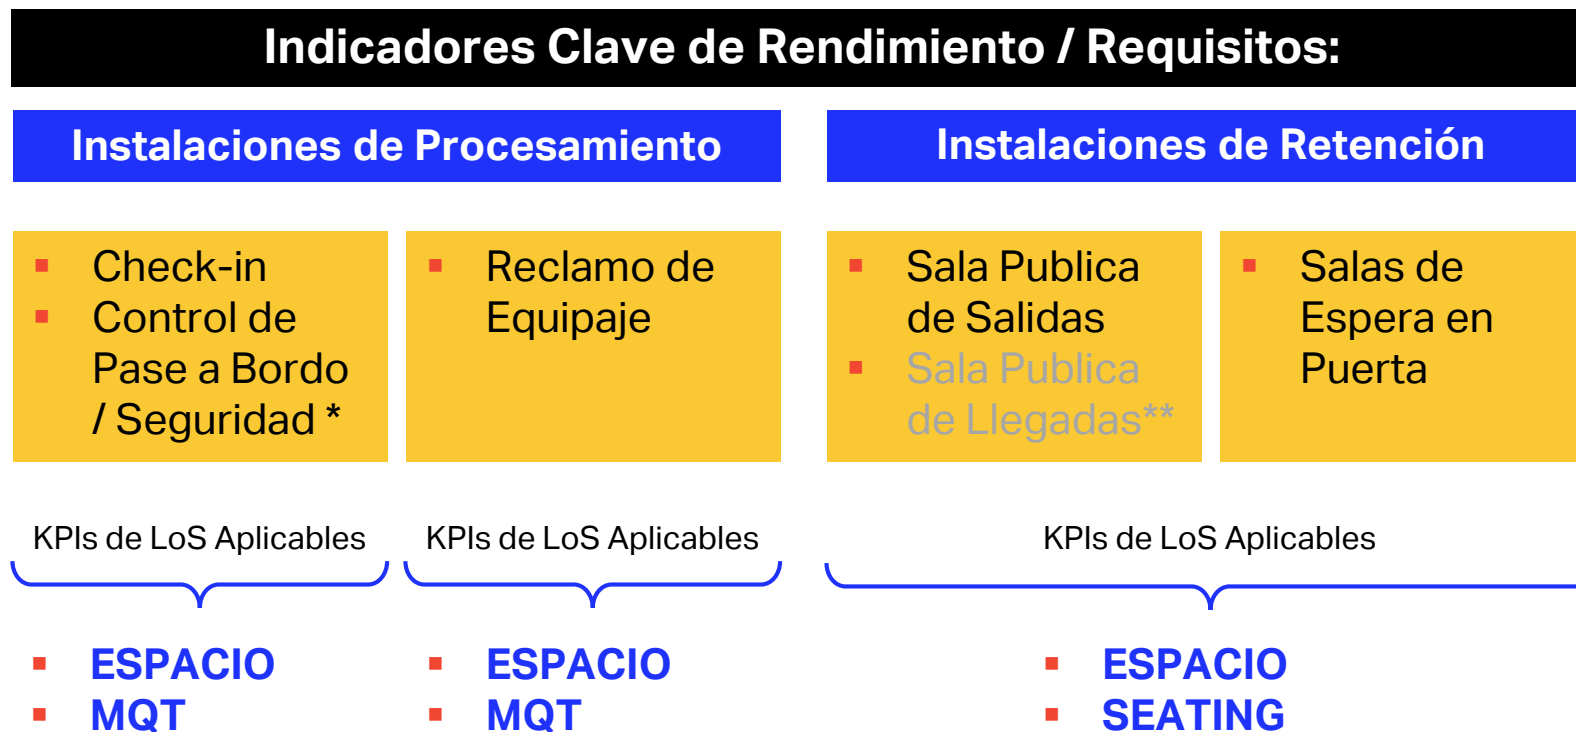 Indicadores Clave de Rendimiento / Requisitos:
Instalaciones de Procesamiento
Instalaciones de Retención
▪ Check-in
▪ Control de
Pase a Bordo
/ Seguridad *
▪ Reclamo de
Equipaje
▪ Sala Publica
de Salidas
▪ Sala Publica
de Llegadas**
▪ Salas de
Espera en
Puerta
KPIs de LoS Aplicables
KPIs de LoS Aplicables
KPIs de LoS Aplicables
▪ ESPACIO
▪ MQT
▪ ESPACIO
▪ MQT
▪ ESPACIO
▪ SEATING